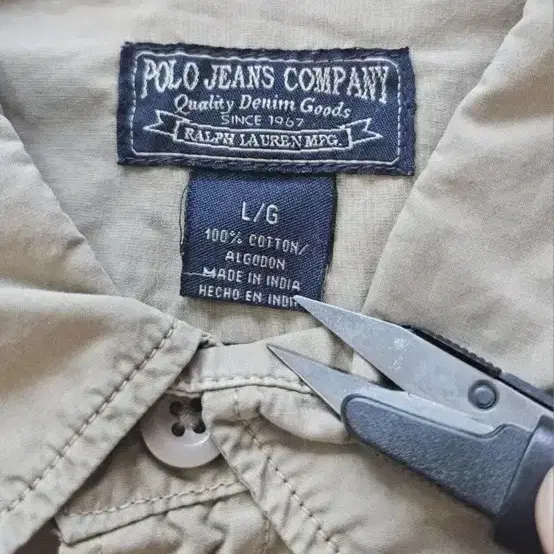 POLO JEANS COMPANY
Quality Denim Goods
SINCE 1967
RALPH LAUREN MFG.
L/G
100% COTTON/
ALGODON
MADE IN INDIA
HECHO EN INDIA